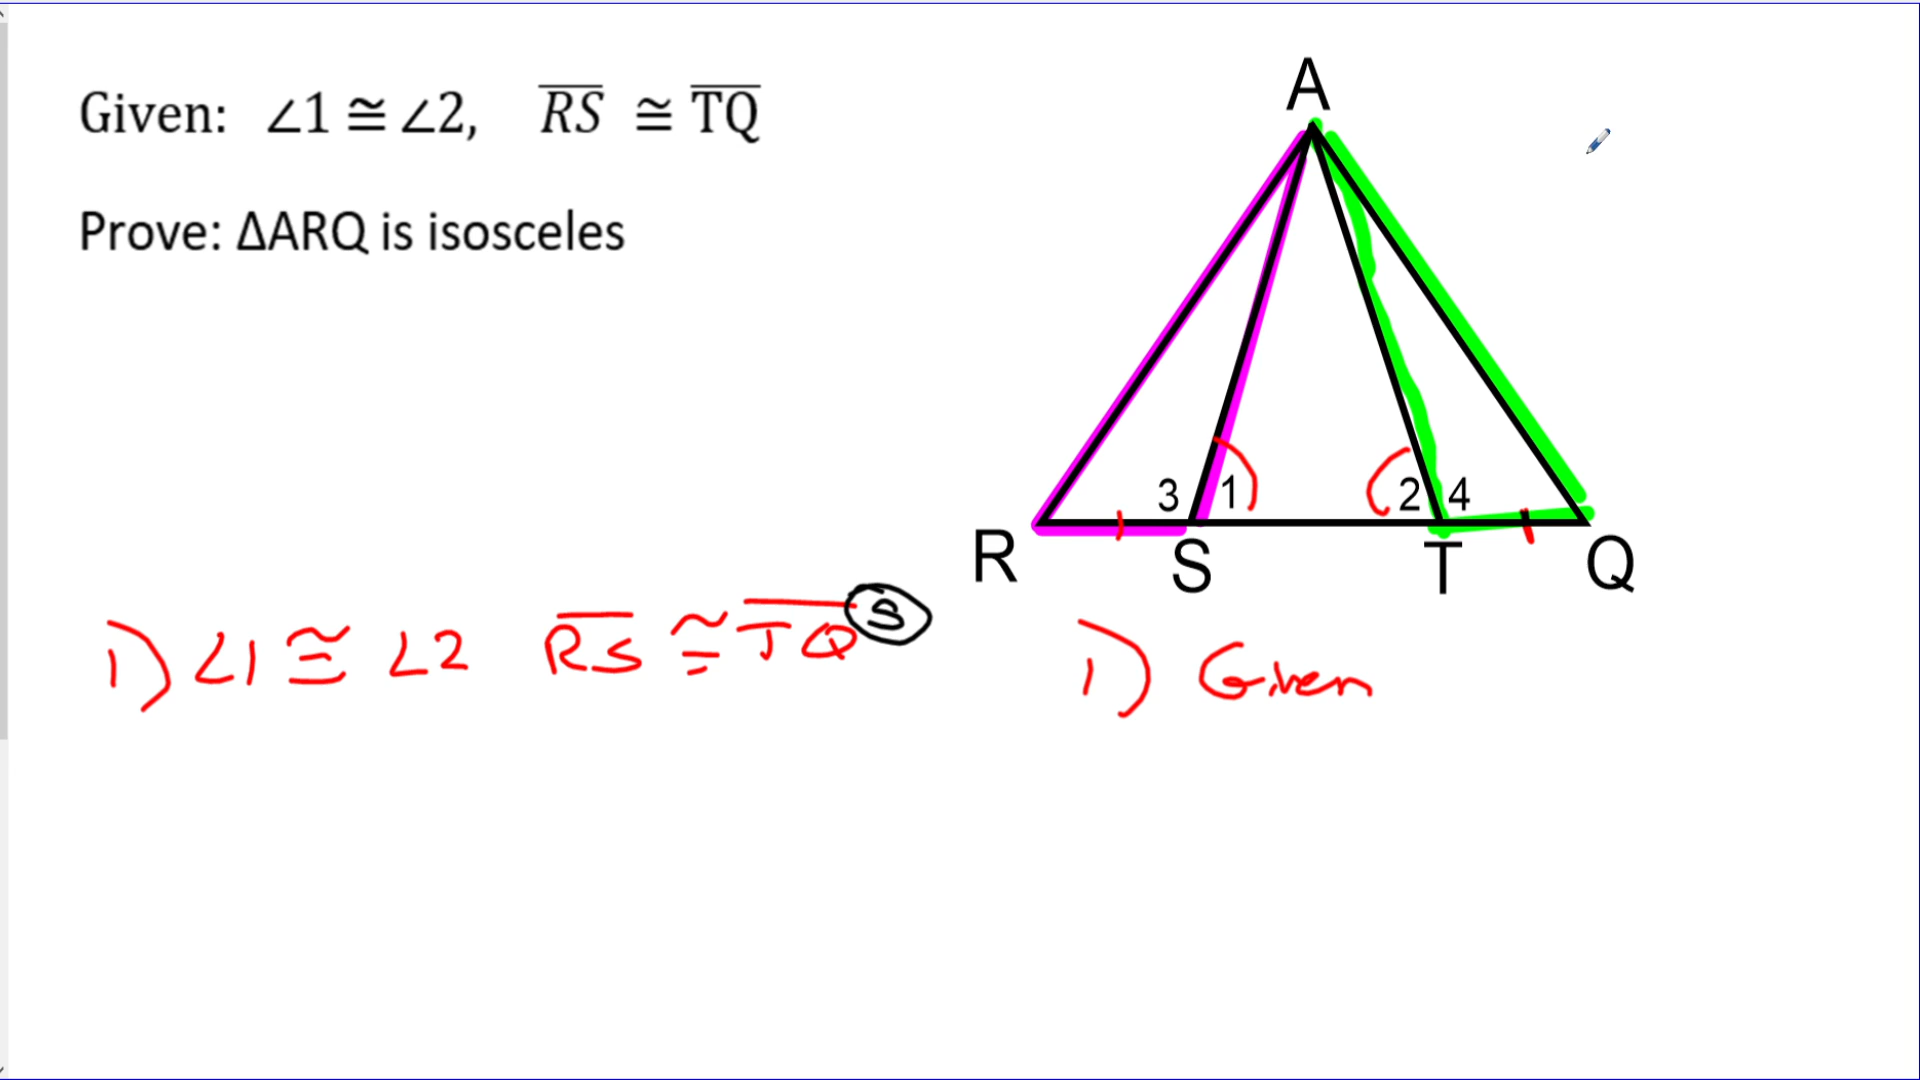 Given: ∠1 ≅ ∠2, RS ≅ TQ
Prove: ΔARQ is isosceles
A
3 1 2 4
R S T Q
1) ∠1 ≅ ∠2 RS ≅ TQ S
1) Given